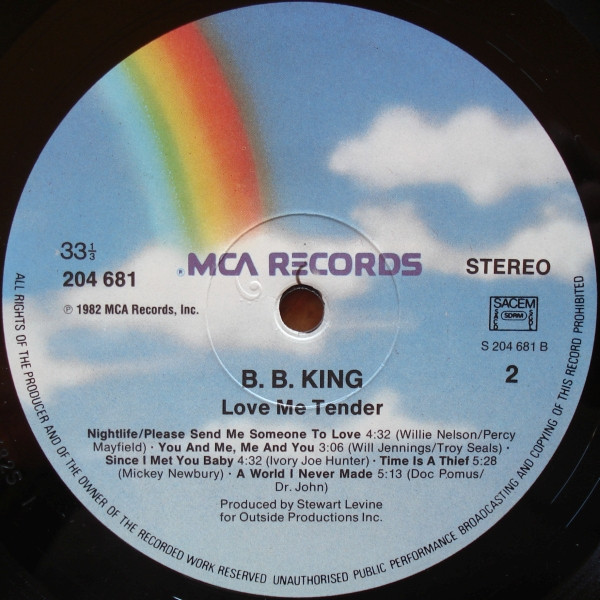 33⅓
204 681
℗ 1982 MCA Records, Inc.
MCA RECORDS
STEREO
SACEM
SDRM
S 204 681 B
2
B. B. KING
Love Me Tender
Nightlife/Please Send Me Someone To Love 4:32 (Willie Nelson/Percy
Mayfield) · You And Me, Me And You 3:06 (Will Jennings/Troy Seals) ·
Since I Met You Baby 4:32 (Ivory Joe Hunter) · Time Is A Thief 5:28
(Mickey Newbury) · A World I Never Made 5:13 (Doc Pomus/
Dr. John)
Produced by Stewart Levine
for Outside Productions Inc.
ALL RIGHTS OF THE PRODUCER AND OF THE OWNER OF THE RECORDED WORK RESERVED UNAUTHORISED PUBLIC PERFORMANCE BROADCASTING AND COPYING OF THIS RECORD PROHIBITED